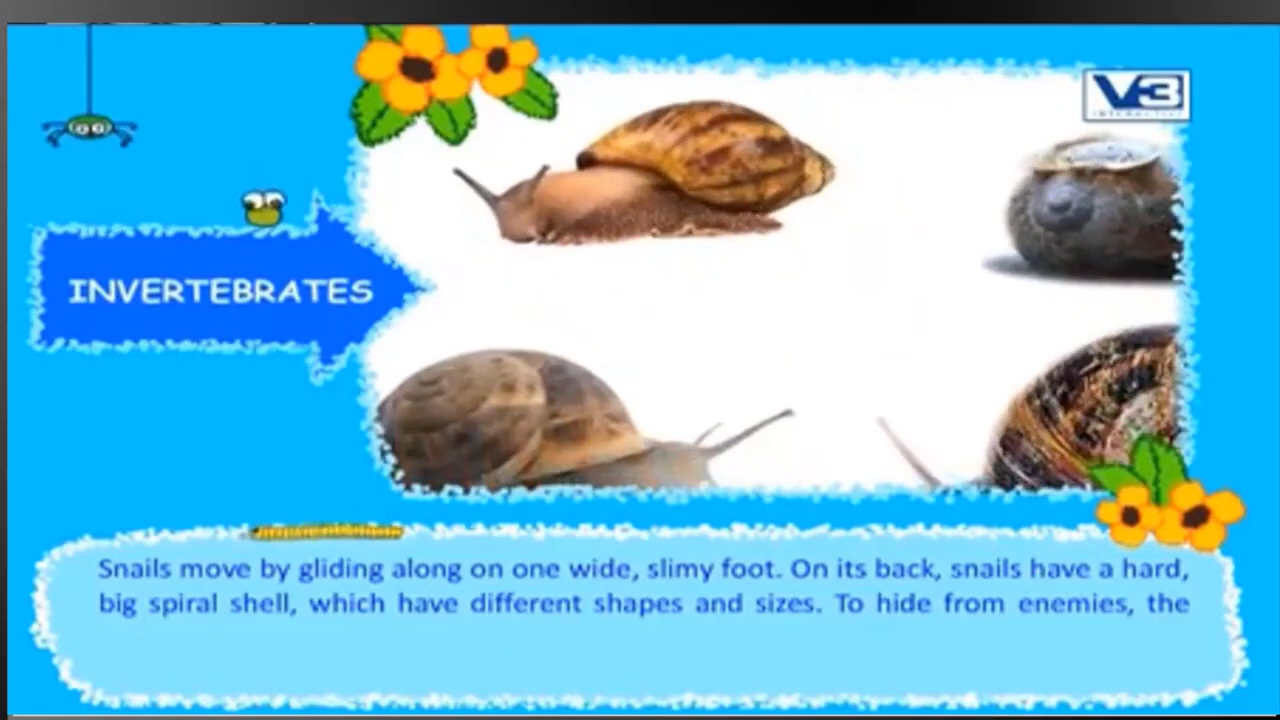 V3
INTERACTIVE
INVERTEBRATES
Snails move by gliding along on one wide, slimy foot. On its back, snails have a hard,
big spiral shell, which have different shapes and sizes. To hide from enemies, the